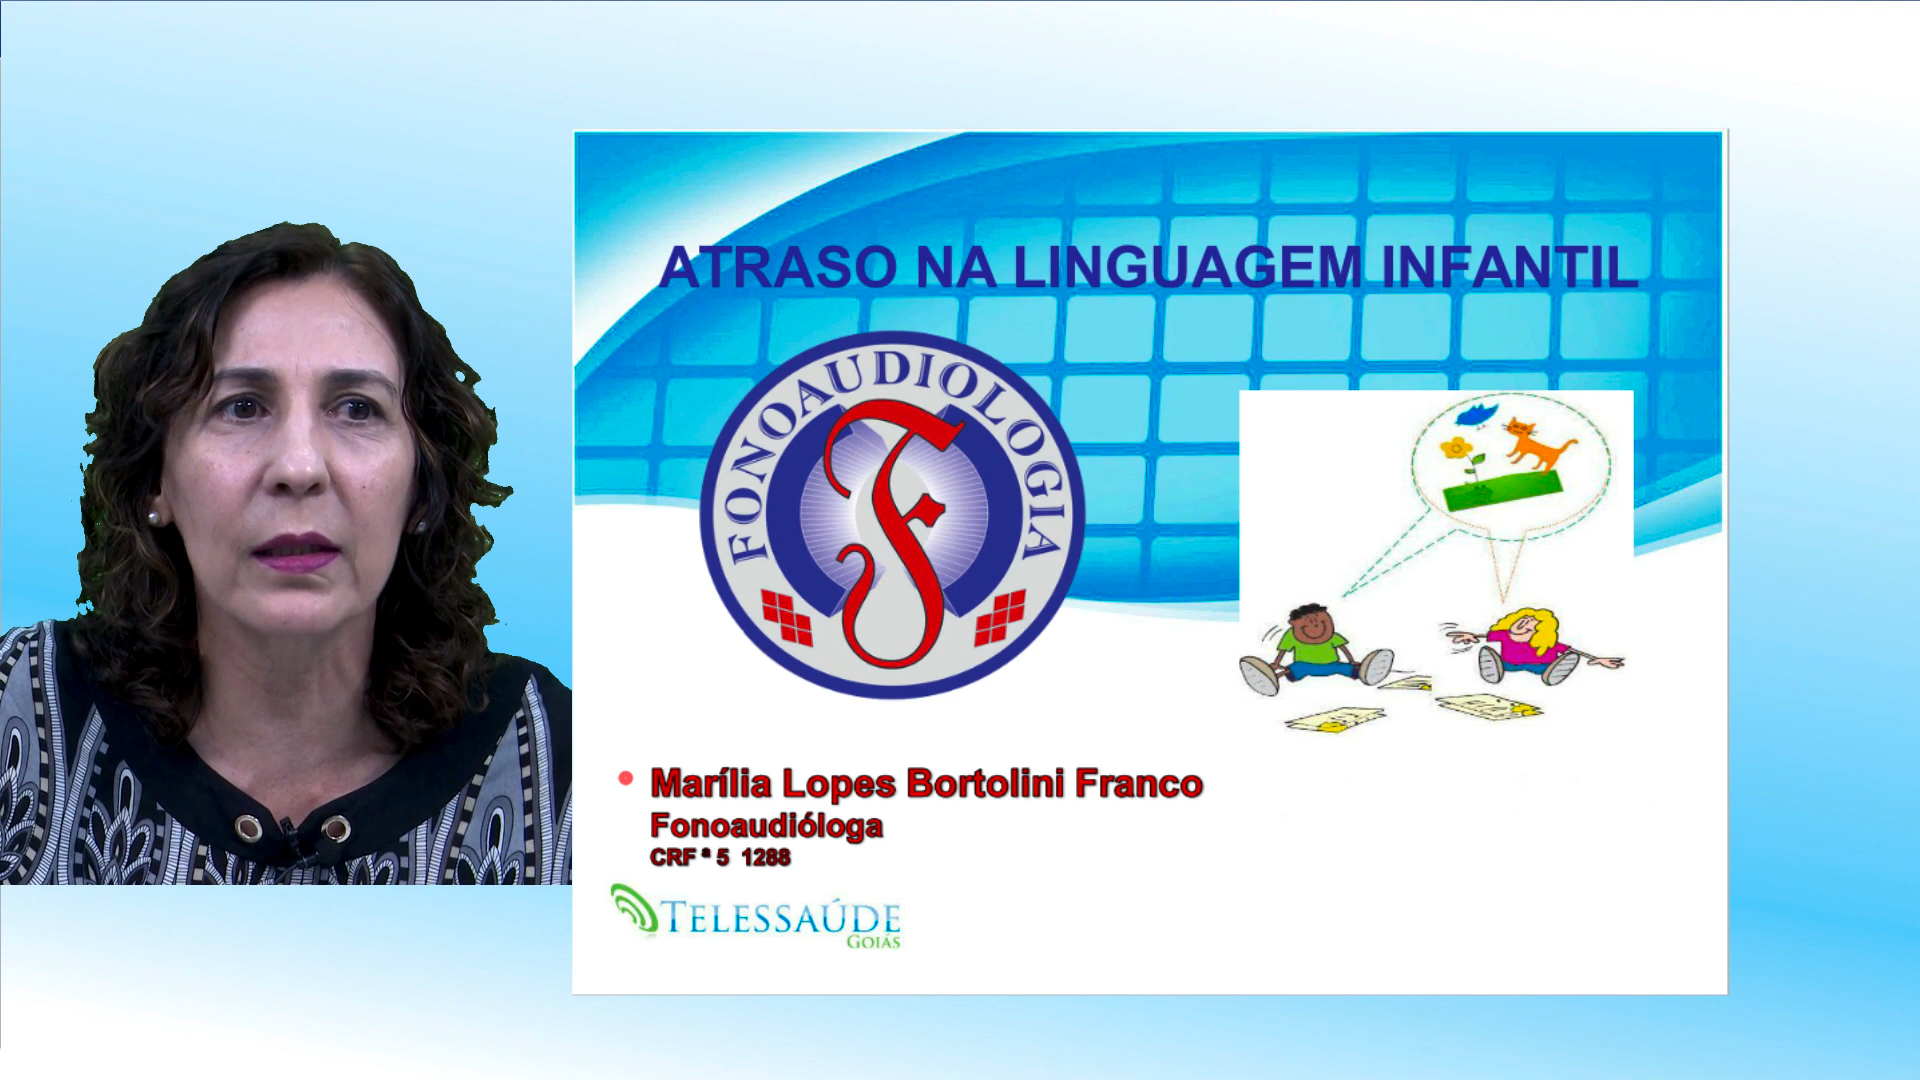 ATRASO NA LINGUAGEM INFANTIL
FONOAUDIOLOGIA
Marília Lopes Bortolini Franco
Fonoaudióloga
CRF ª 5 1288
TELESSAÚDE
GOIÁS